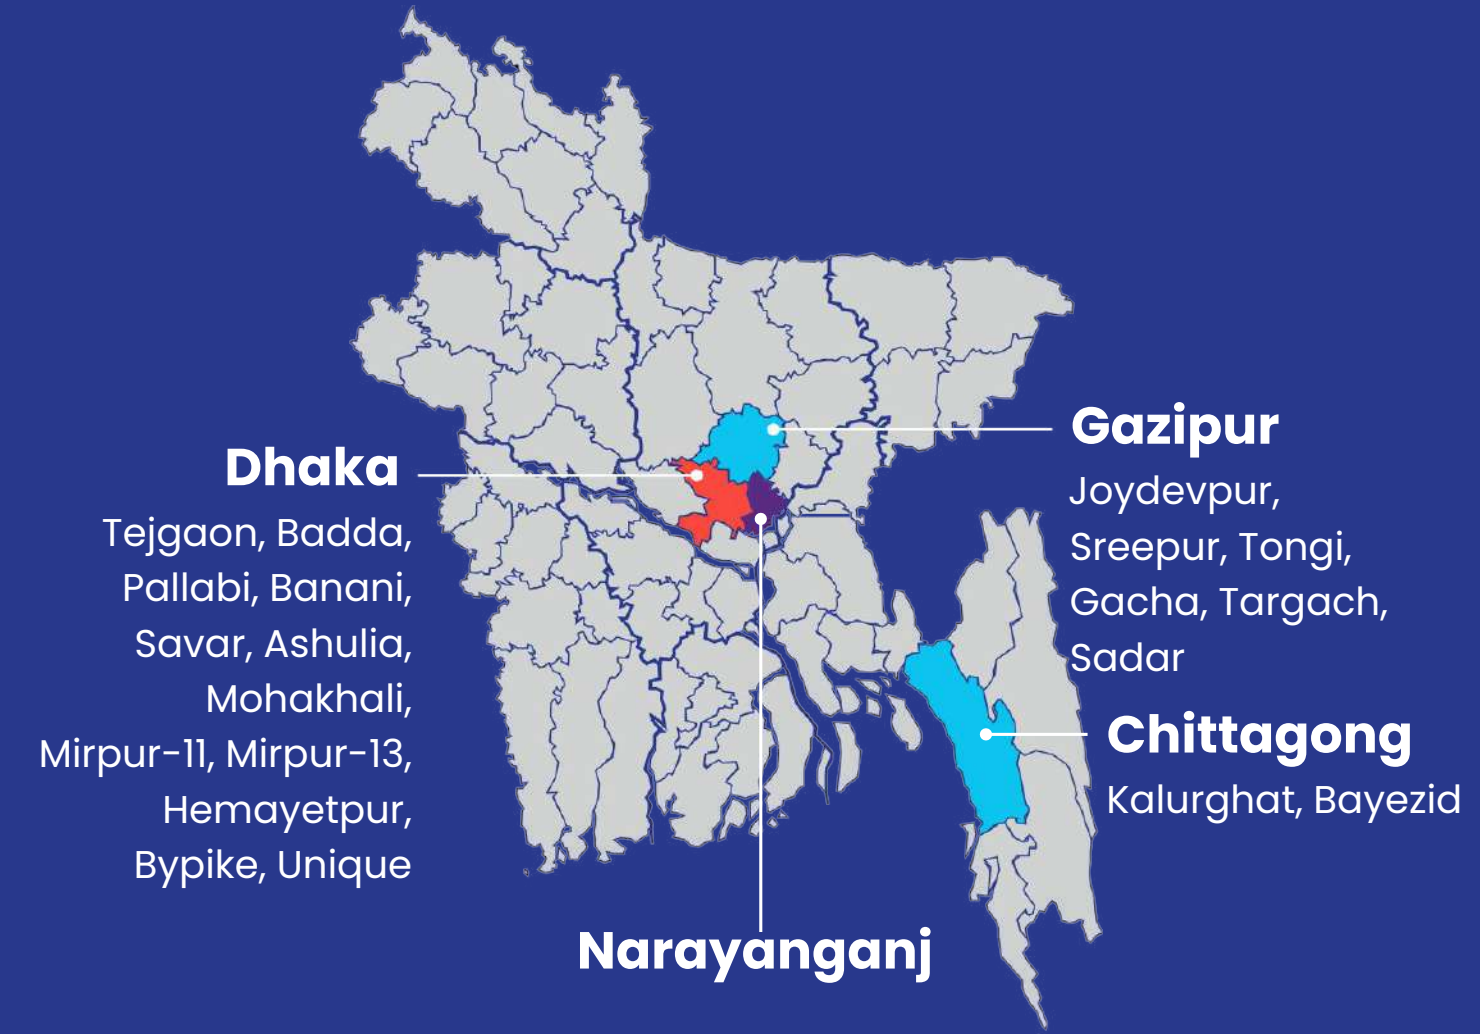 Dhaka
Tejgaon, Badda,
Pallabi, Banani,
Savar, Ashulia,
Mohakhali,
Mirpur-11, Mirpur-13,
Hemayetpur,
Bypike, Unique
Gazipur
Joydevpur,
Sreepur, Tongi,
Gacha, Targach,
Sadar
Chittagong
Kalurghat, Bayezid
Narayanganj